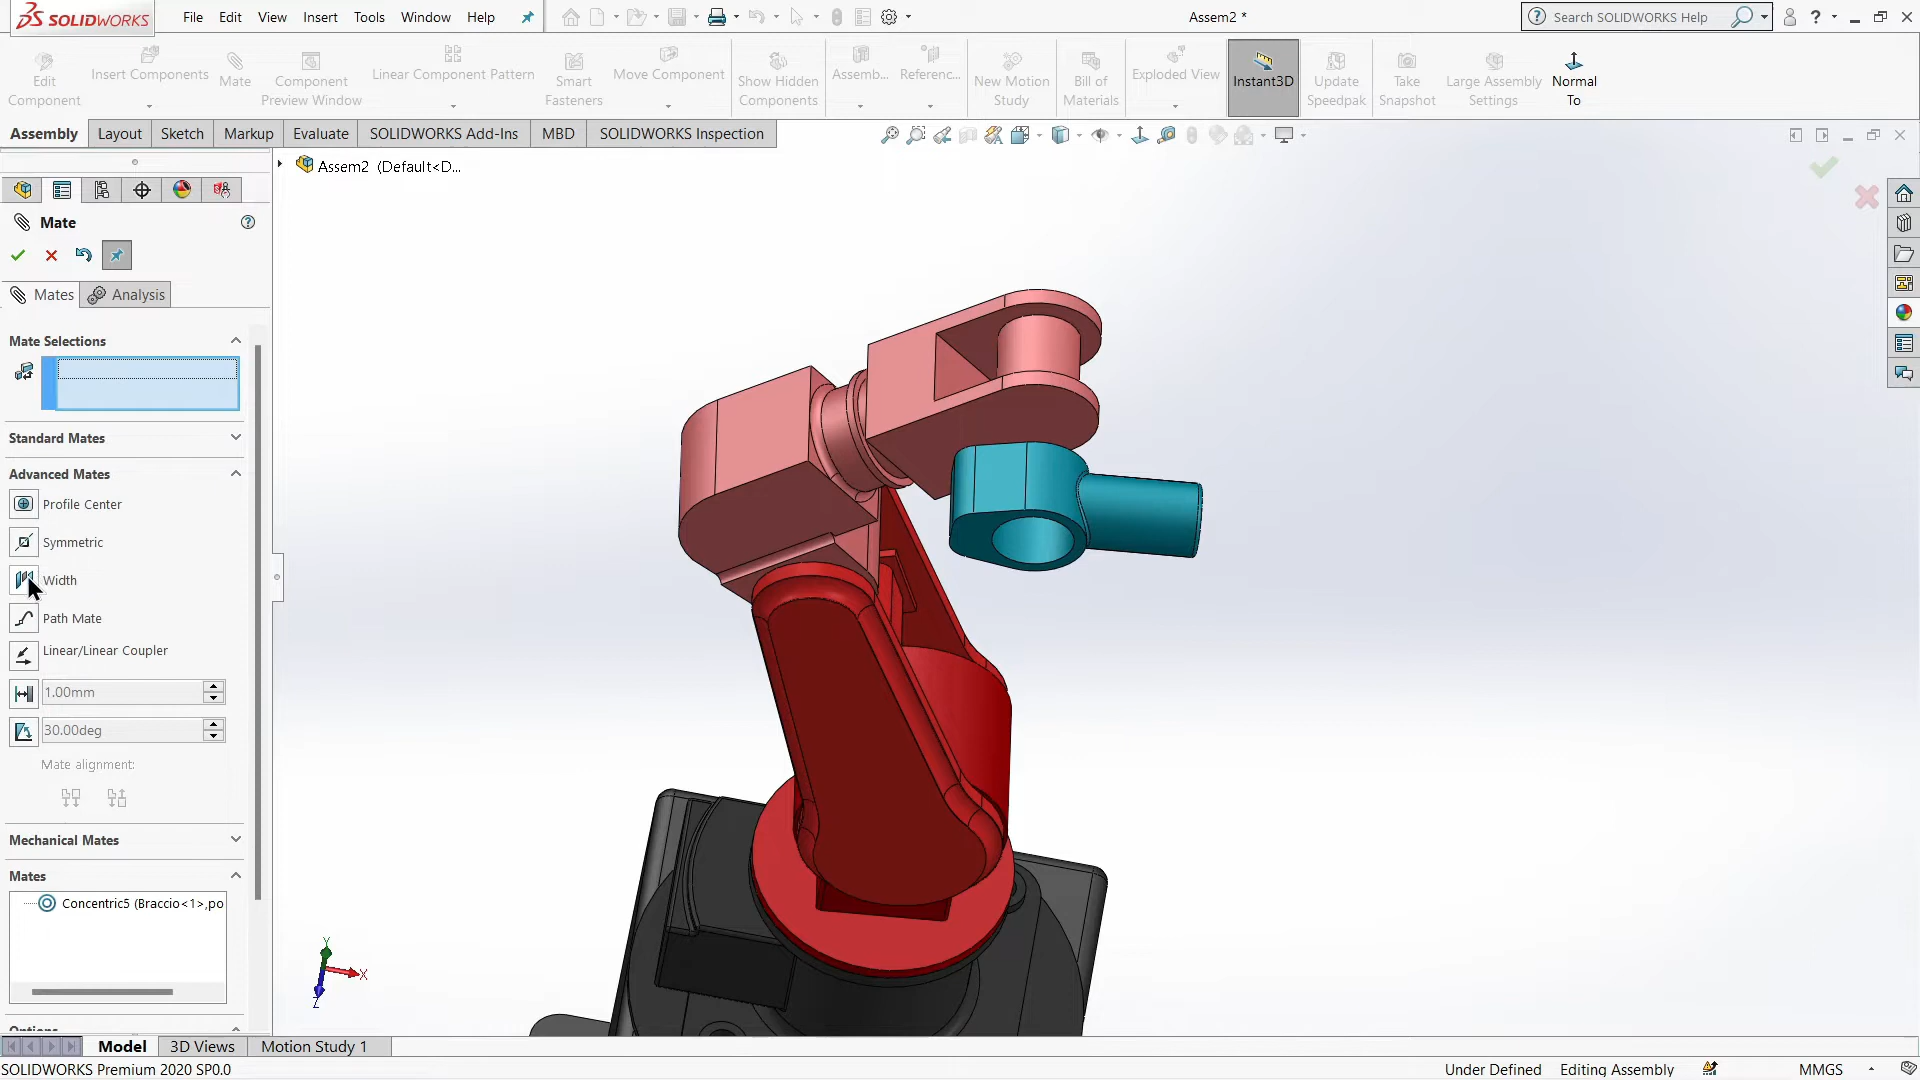 SOLIDWORKS
File Edit View Insert Tools Window Help
Assem2 *
Search SOLIDWORKS Help
Edit Component
Insert Components
Mate
Component Preview Window
Linear Component Pattern
Smart Fasteners
Move Component
Show Hidden Components
Assemb...
Referenc...
New Motion Study
Bill of Materials
Exploded View
Instant3D
Update Speedpak
Take Snapshot
Large Assembly Settings
Normal To
Assembly Layout Sketch Markup Evaluate SOLIDWORKS Add-Ins MBD SOLIDWORKS Inspection
Assem2 (Default<D...
Mate
Mates Analysis
Mate Selections
Standard Mates
Advanced Mates
Profile Center
Symmetric
Width
Path Mate
Linear/Linear Coupler
1.00mm
30.00deg
Mate alignment:
Mechanical Mates
Mates
Concentric5 (Braccio<1>,po
Options
Y
X
Z
Model 3D Views Motion Study 1
SOLIDWORKS Premium 2020 SP0.0
Under Defined Editing Assembly MMGS